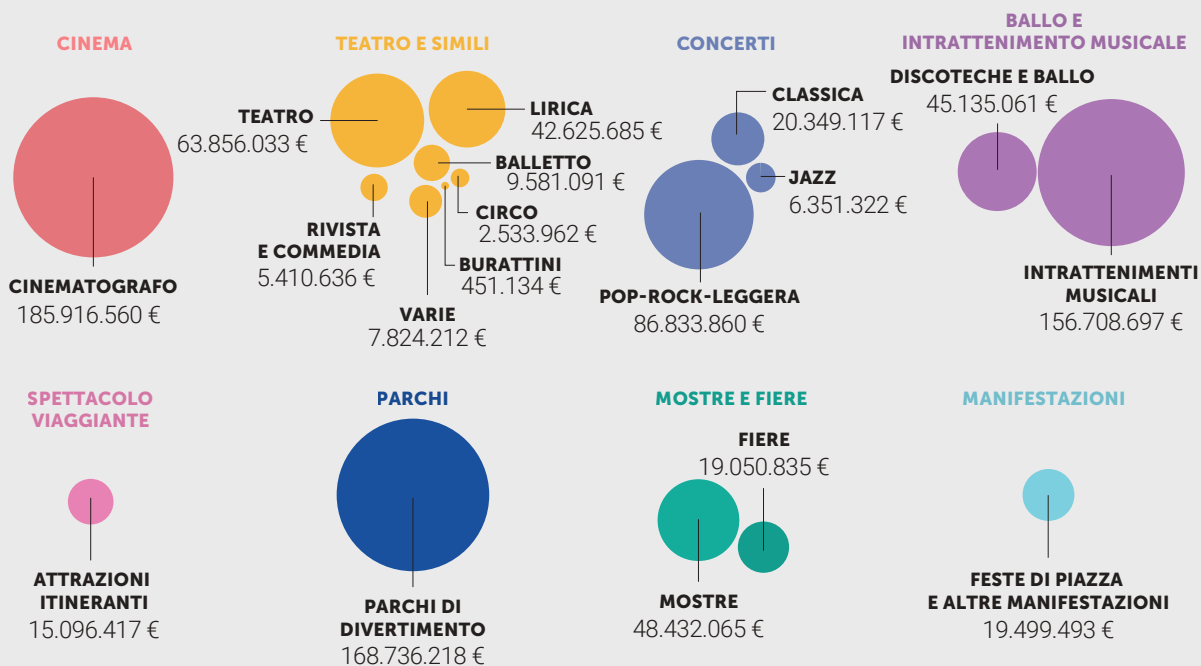 CINEMA
CINEMATOGRAFO
185.916.560 €
TEATRO E SIMILI
TEATRO
63.856.033 €
LIRICA
42.625.685 €
BALLETTO
9.581.091 €
CIRCO
2.533.962 €
BURATTINI
451.134 €
RIVISTA
E COMMEDIA
5.410.636 €
VARIE
7.824.212 €
CONCERTI
CLASSICA
20.349.117 €
JAZZ
6.351.322 €
POP-ROCK-LEGGERA
86.833.860 €
BALLO E
INTRATTENIMENTO MUSICALE
DISCOTECHE E BALLO
45.135.061 €
INTRATTENIMENTI
MUSICALI
156.708.697 €
SPETTACOLO
VIAGGIANTE
ATTRAZIONI
ITINERANTI
15.096.417 €
PARCHI
PARCHI DI
DIVERTIMENTO
168.736.218 €
MOSTRE E FIERE
FIERE
19.050.835 €
MOSTRE
48.432.065 €
MANIFESTAZIONI
FESTE DI PIAZZA
E ALTRE MANIFESTAZIONI
19.499.493 €